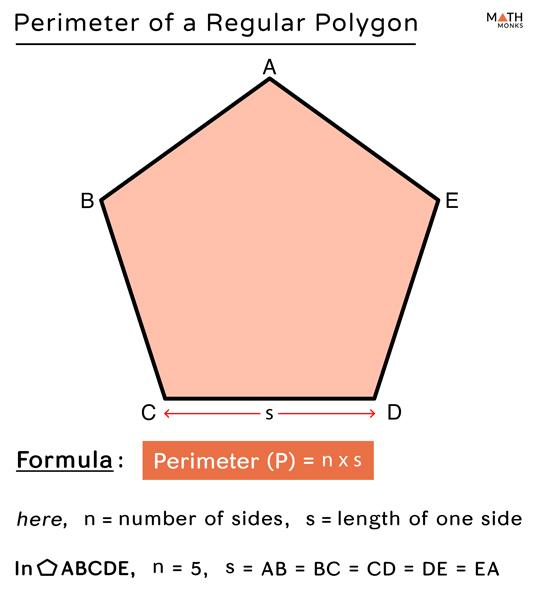 Perimeter of a Regular Polygon
MATH
MONKS
A
B
E
C
s
D
Formula: Perimeter (P) = n x s
here, n = number of sides, s = length of one side
In ⬠ ABCDE, n = 5, s = AB = BC = CD = DE = EA